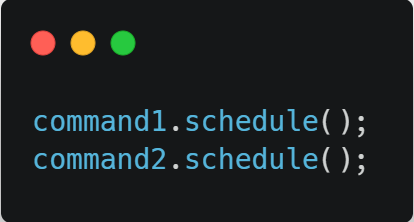 command1.schedule();
command2.schedule();